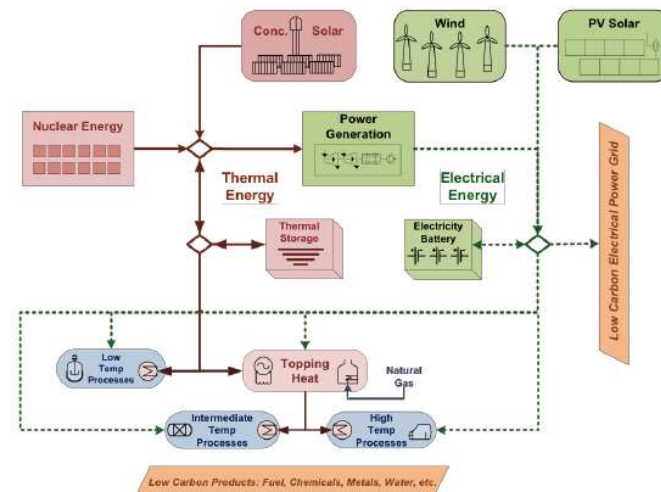 Conc. Solar
Wind
PV Solar
Nuclear Energy
Power
Generation
Thermal
Energy
Electrical
Energy
Thermal
Storage
Electricity
Battery
Low Carbon Electrical Power Grid
Low
Temp
Processes
Topping
Heat
Natural
Gas
Intermediate
Temp
Processes
High
Temp
Processes
Low Carbon Products: Fuel, Chemicals, Metals, Water, etc.